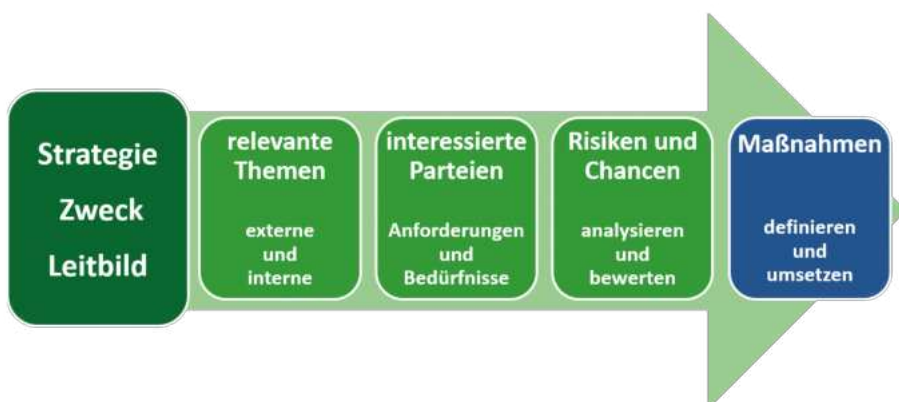 Strategie
Zweck
Leitbild
relevante
Themen
externe
und
interne
interessierte
Parteien
Anforderungen
und
Bedürfnisse
Risiken und
Chancen
analysieren
und
bewerten
Maßnahmen
definieren
und
umsetzen